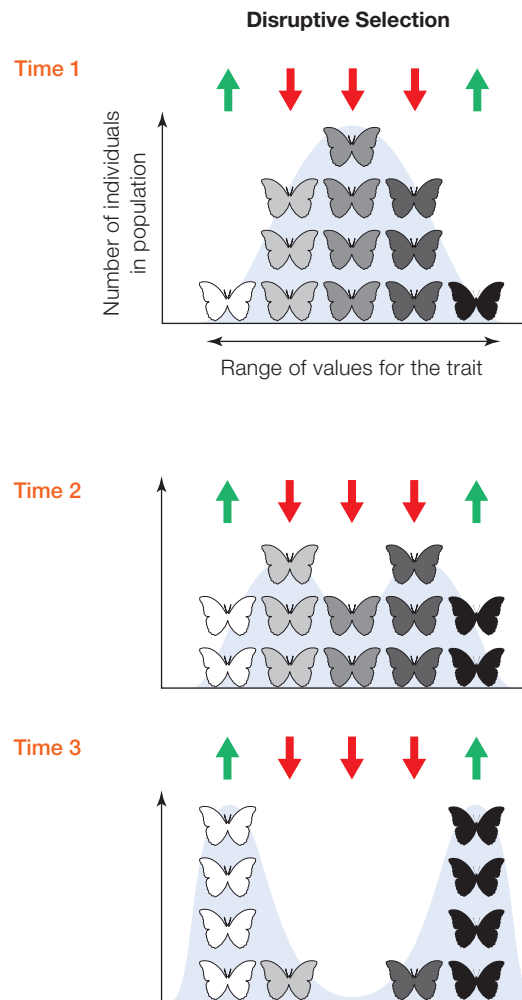 Disruptive Selection
Time 1
Number of individuals
in population
Range of values for the trait
Time 2
Time 3